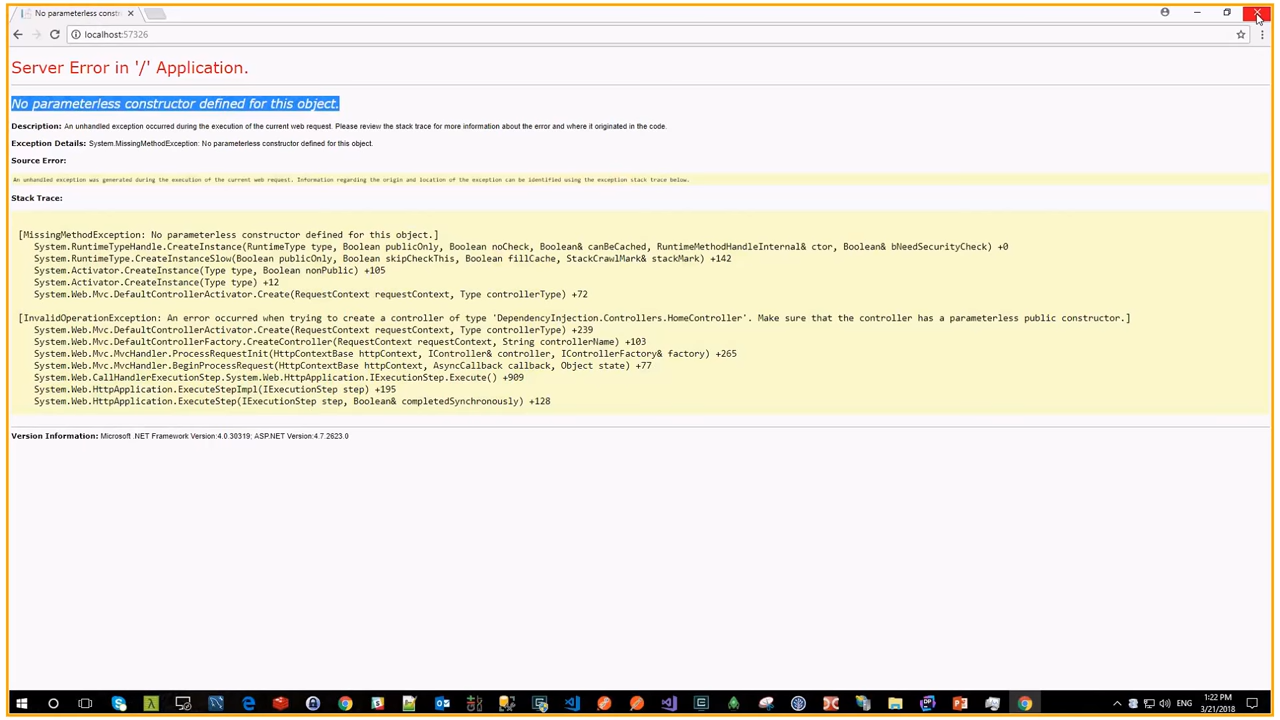 No parameterless const
localhost:57326
Server Error in '/' Application.
No parameterless constructor defined for this object.
Description: An unhandled exception occurred during the execution of the current web request. Please review the stack trace for more information about the error and where it originated in the code.
Exception Details: System.MissingMethodException: No parameterless constructor defined for this object.
Source Error:
An unhandled exception was generated during the execution of the current web request. Information regarding the origin and location of the exception can be identified using the exception stack trace below.
Stack Trace:
[MissingMethodException: No parameterless constructor defined for this object.]
System.RuntimeTypeHandle.CreateInstance(RuntimeType type, Boolean publicOnly, Boolean noCheck, Boolean& canBeCached, RuntimeMethodHandleInternal& ctor, Boolean& bNeedSecurityCheck) +0
System.RuntimeType.CreateInstanceSlow(Boolean publicOnly, Boolean skipCheckThis, Boolean fillCache, StackCrawlMark& stackMark) +142
System.Activator.CreateInstance(Type type, Boolean nonPublic) +105
System.Activator.CreateInstance(Type type) +12
System.Web.Mvc.DefaultControllerActivator.Create(RequestContext requestContext, Type controllerType) +72
[InvalidOperationException: An error occurred when trying to create a controller of type 'DependencyInjection.Controllers.HomeController'. Make sure that the controller has a parameterless public constructor.]
System.Web.Mvc.DefaultControllerActivator.Create(RequestContext requestContext, Type controllerType) +239
System.Web.Mvc.DefaultControllerFactory.CreateController(RequestContext requestContext, String controllerName) +103
System.Web.Mvc.MvcHandler.ProcessRequestInit(HttpContextBase httpContext, IController& controller, IControllerFactory& factory) +265
System.Web.Mvc.MvcHandler.BeginProcessRequest(HttpContextBase httpContext, AsyncCallback callback, Object state) +77
System.Web.CallHandlerExecutionStep.System.Web.HttpApplication.IExecutionStep.Execute() +909
System.Web.HttpApplication.ExecuteStepImpl(IExecutionStep step) +195
System.Web.HttpApplication.ExecuteStep(IExecutionStep step, Boolean& completedSynchronously) +128
Version Information: Microsoft .NET Framework Version:4.0.30319; ASP.NET Version:4.7.2623.0
ENG
1:22 PM
3/21/2018